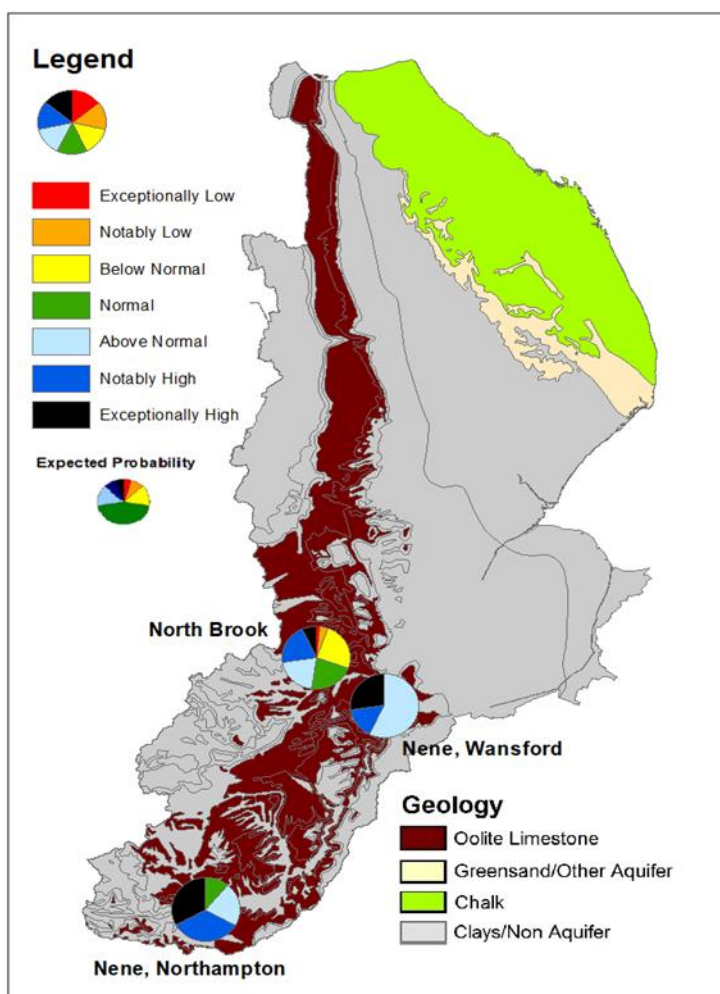 Legend
Exceptionally Low
Notably Low
Below Normal
Normal
Above Normal
Notably High
Exceptionally High
Expected Probability
North Brook
Nene, Wansford
Geology
Oolite Limestone
Greensand/Other Aquifer
Chalk
Clays/Non Aquifer
Nene, Northampton